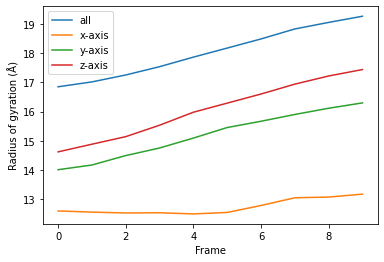 all
x-axis
y-axis
z-axis
19
18
17
16
15
14
13
Radius of gyration (Å)
0
2
4
6
8
Frame